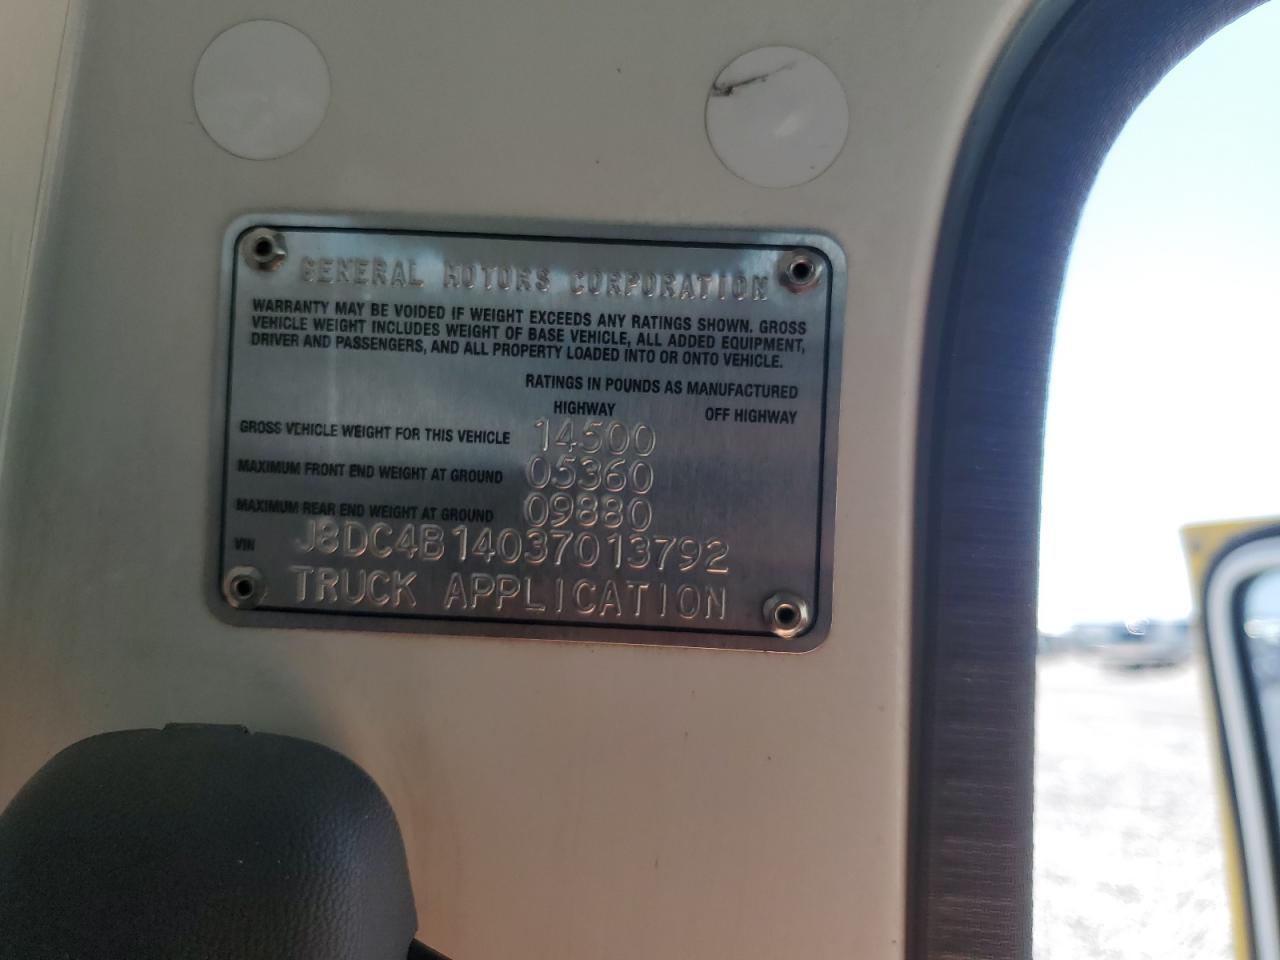 GENERAL MOTORS CORPORATION
WARRANTY MAY BE VOIDED IF WEIGHT EXCEEDS ANY RATINGS SHOWN. GROSS
VEHICLE WEIGHT INCLUDES WEIGHT OF BASE VEHICLE, ALL ADDED EQUIPMENT,
DRIVER AND PASSENGERS, AND ALL PROPERTY LOADED INTO OR ONTO VEHICLE.
RATINGS IN POUNDS AS MANUFACTURED
HIGHWAY OFF HIGHWAY
GROSS VEHICLE WEIGHT FOR THIS VEHICLE 14500
MAXIMUM FRONT END WEIGHT AT GROUND 05360
MAXIMUM REAR END WEIGHT AT GROUND 09880
VIN J8DC4B14037013792
TRUCK APPLICATION